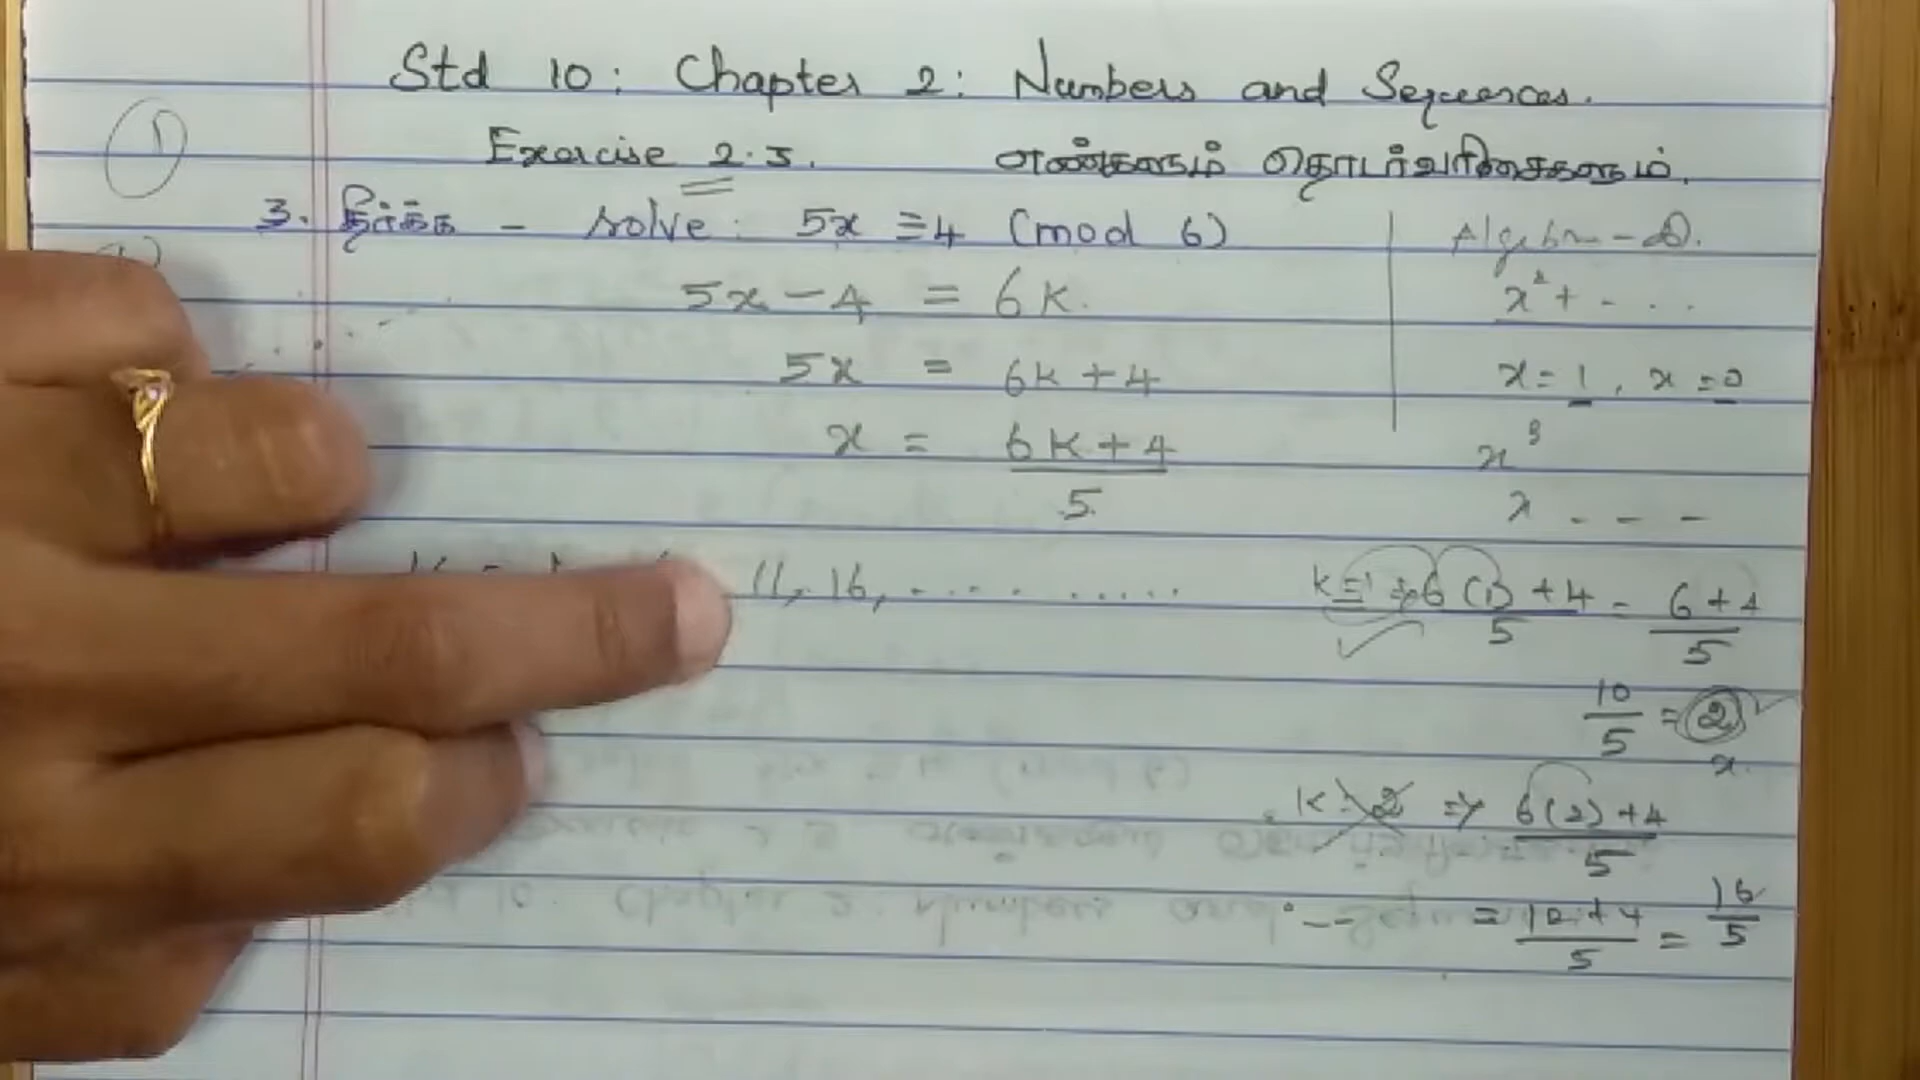 Std 10: Chapter 2: Numbers and Sequences.
Exercise 2.3. எண்களும் தொடர்வரிசைகளும்.
①
3. தீர்க்க - solve: 5x ≡ 4 (mod 6)
5x - 4 = 6k.
5x = 6k + 4
x = 6k + 4 / 5
11, 16, ..........
Algebra -
x² + - . . .
x = 1, x = 0
x³
x - - -
k = 1 ⇒ 6(1) + 4 / 5 = 6 + 4 / 5
10 / 5 = 2
x
k = 2 ⇒ 6(2) + 4 / 5
= 12 + 4 / 5 = 16 / 5